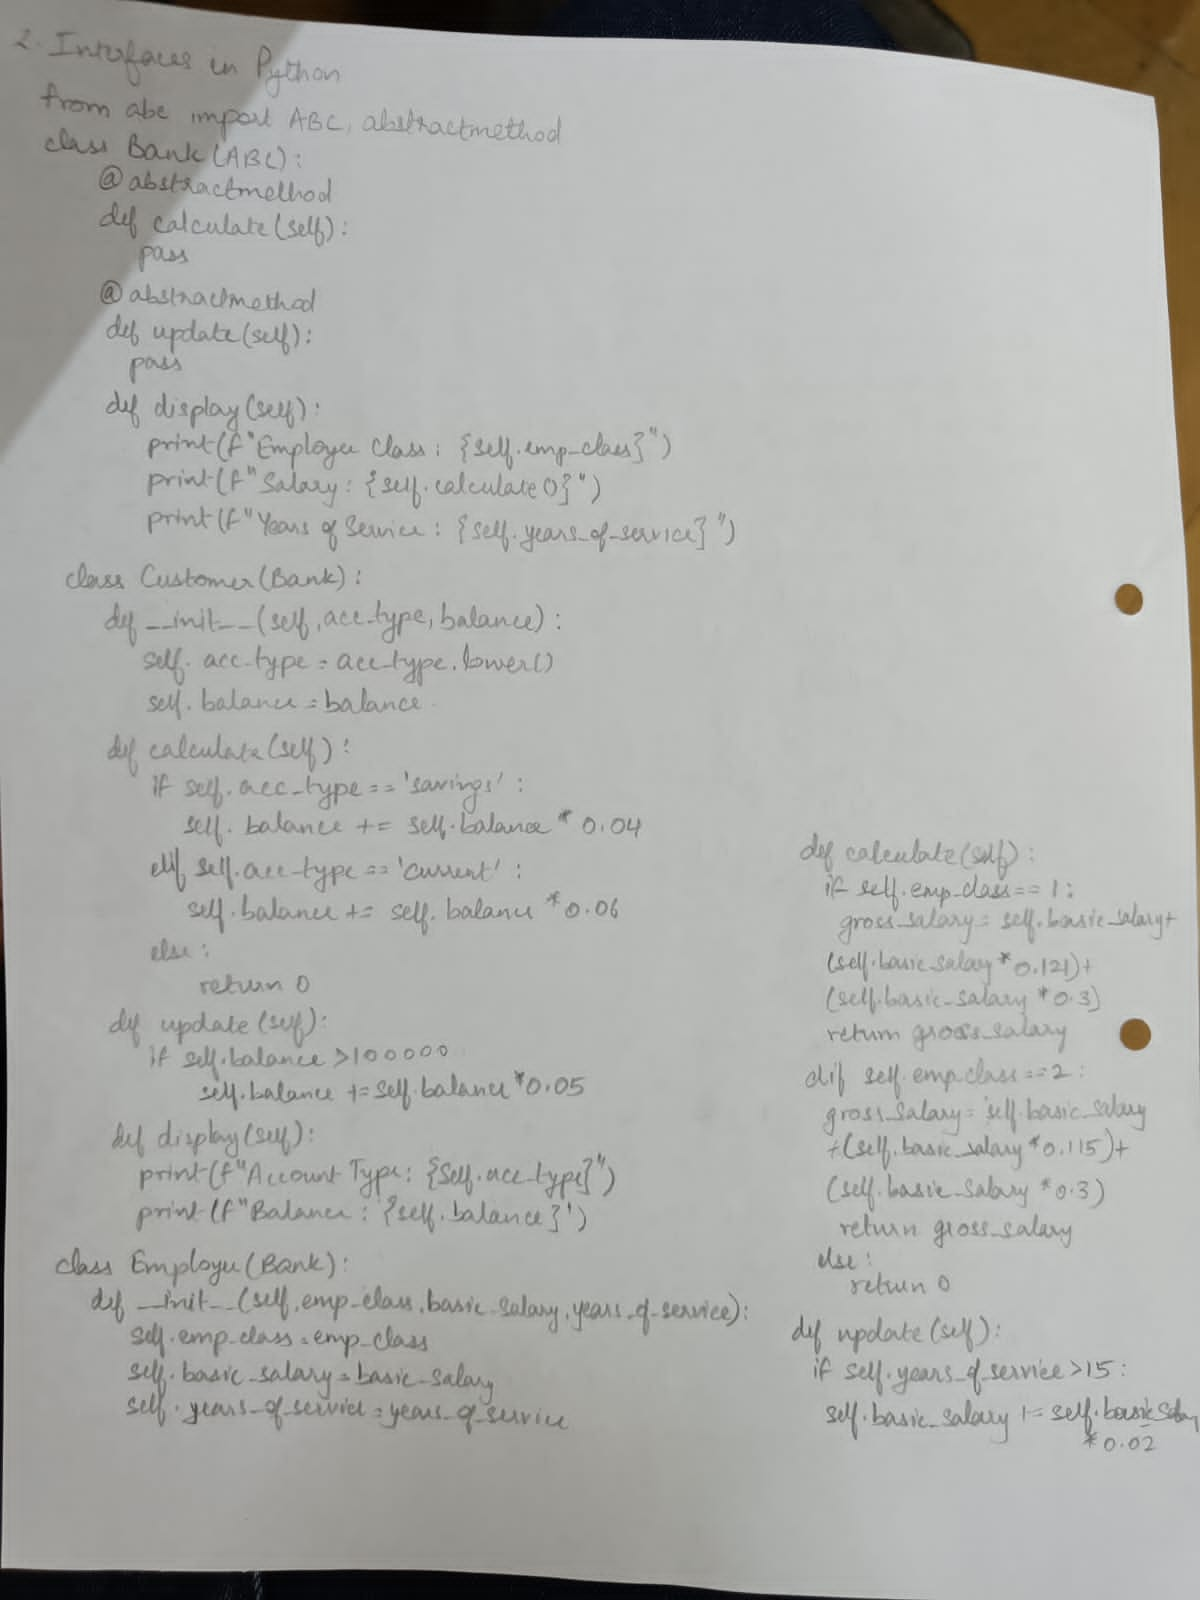 2. Interfaces in Python
from abc import ABC, abstractmethod
class Bank(ABC):
@abstractmethod
def calculate(self):
pass
@abstractmethod
def update(self):
pass
def display(self):
print(f"Employee Class: {self.emp_class}")
print(f"Salary: {self.calculate()}")
print(f"Years of Service: {self.years_of_service}")
class Customer(Bank):
def __init__(self, acc_type, balance):
self.acc_type = acc_type.lower()
self.balance = balance
def calculate(self):
if self.acc_type == 'savings':
self.balance += self.balance * 0.04
elif self.acc_type == 'current':
self.balance += self.balance * 0.06
else:
return 0
def update(self):
if self.balance > 100000
self.balance += self.balance * 0.05
def display(self):
print(f"Account Type: {self.acc_type}")
print(f"Balance: {self.balance}')
class Employee(Bank):
def __init__(self, emp_class, basic_salary, years_of_service):
self.emp_class = emp_class
self.basic_salary = basic_salary
self.years_of_service = years_of_service
def calculate(self):
if self.emp_class == 1:
gross_salary = self.basic_salary +
(self.basic_salary * 0.121) +
(self.basic_salary * 0.3)
return gross_salary
elif self.emp_class == 2:
gross_salary = self.basic_salary
+ (self.basic_salary * 0.115) +
(self.basic_salary * 0.3)
return gross_salary
else:
return 0
def update(self):
if self.years_of_service > 15:
self.basic_salary += self.basic_salary
* 0.02